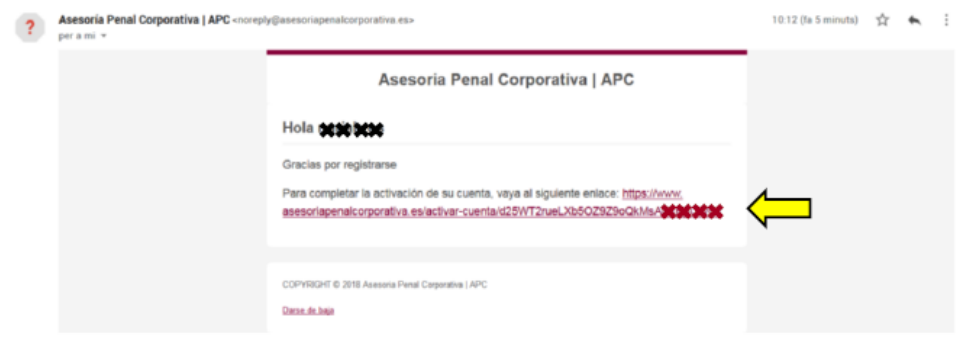 Asesoría Penal Corporativa | APC <noreply@asesoriapenalcorporativa.es>
10:12 (fa 5 minuts)
per a mi
Asesoría Penal Corporativa | APC
Hola
Gracias por registrarse
Para completar la activación de su cuenta, vaya al siguiente enlace: https://www.
asesoriapenalcorporativa.es/activar-cuenta/d25WT2rueLXb5OZ9Z9oQkMsA
COPYRIGHT © 2018 Asesoría Penal Corporativa | APC
Darse de baja